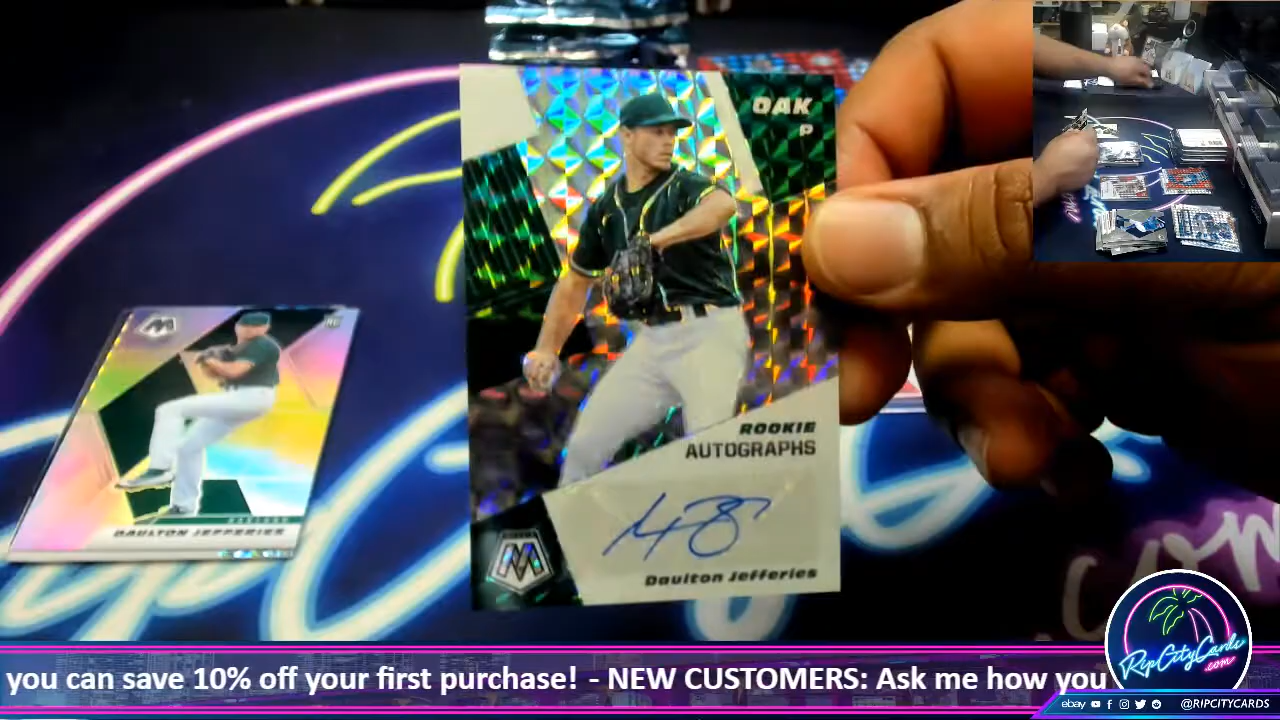 OAK
P
ROOKIE
AUTOGRAPHS
Daulton Jefferies
M
DAULTON JEFFERIES
you can save 10% off your first purchase! - NEW CUSTOMERS: Ask me how you
RipCityCards
.com
ebay
@RIPCITYCARDS